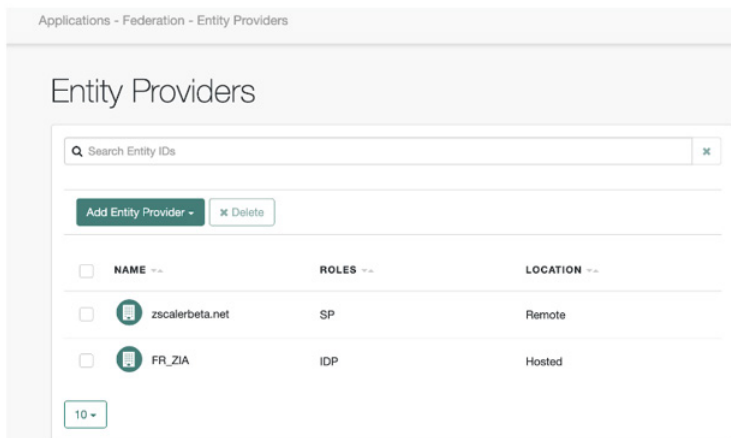 Applications - Federation - Entity Providers
Entity Providers
Search Entity IDs
Add Entity Provider
Delete
NAME ROLES LOCATION
zscalerbeta.net SP Remote
FR_ZIA IDP Hosted
10